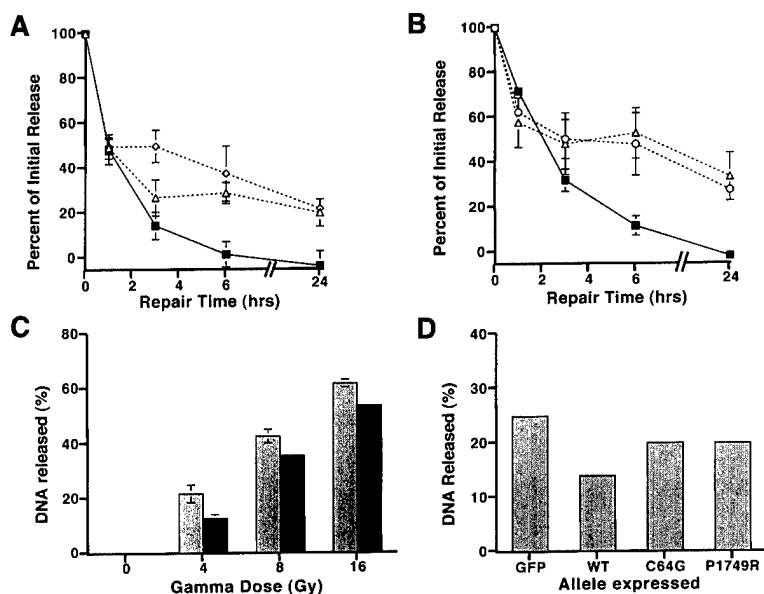 A
Percent of Initial Release
100
80
60
40
20
0
0 2 4 6 24
Repair Time (hrs)
B
Percent of Initial Release
100
80
60
40
20
0
0 2 4 6 24
Repair Time (hrs)
C
DNA released (%)
80
60
40
20
0
0 4 8 16
Gamma Dose (Gy)
D
DNA Released (%)
40
30
20
10
0
GFP WT C64G P1749R
Allele expressed